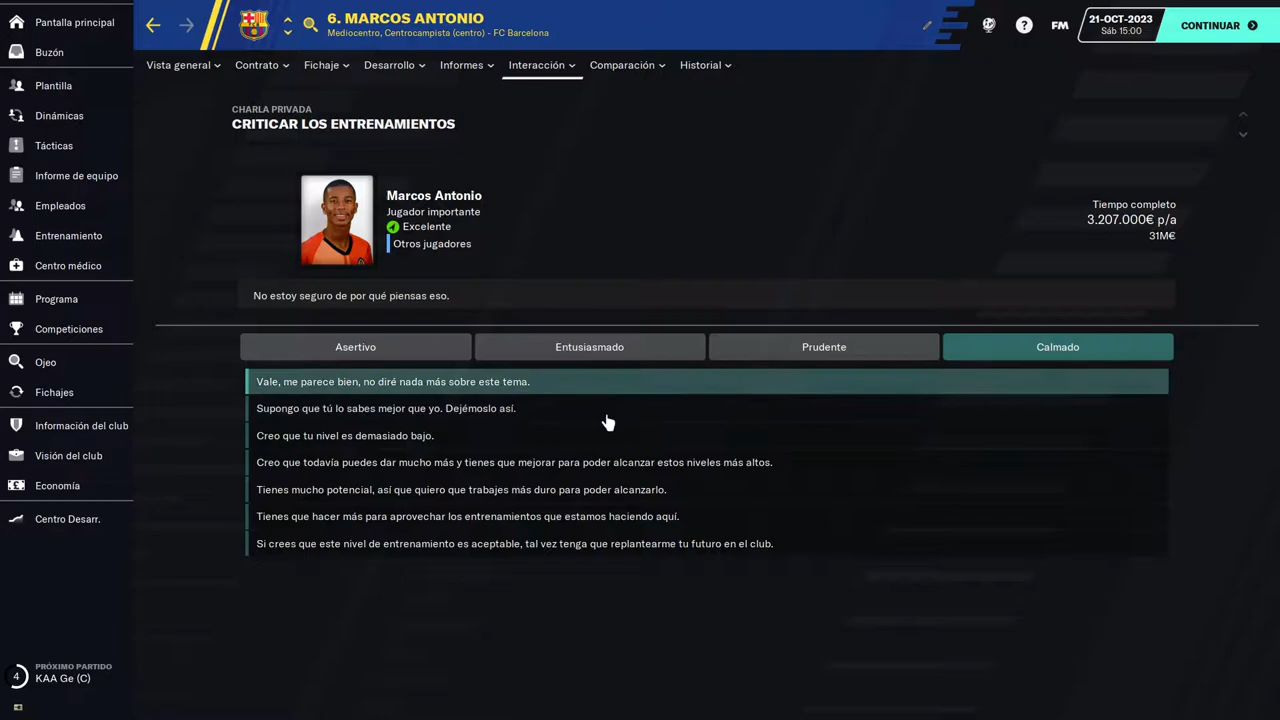 Pantalla principal
Buzón
Plantilla
Dinámicas
Tácticas
Informe de equipo
Empleados
Entrenamiento
Centro médico
Programa
Competiciones
Ojeo
Fichajes
Información del club
Visión del club
Economía
Centro Desarr.
4
PRÓXIMO PARTIDO
KAA Ge (C)
6. MARCOS ANTONIO
Mediocentro, Centrocampista (centro) - FC Barcelona
?
FM
21-OCT-2023
Sáb 15:00
CONTINUAR
Vista general
Contrato
Fichaje
Desarrollo
Informes
Interacción
Comparación
Historial
CHARLA PRIVADA
CRITICAR LOS ENTRENAMIENTOS
Marcos Antonio
Jugador importante
Excelente
Otros jugadores
Tiempo completo
3.207.000€ p/a
31M€
No estoy seguro de por qué piensas eso.
Asertivo
Entusiasmado
Prudente
Calmado
Vale, me parece bien, no diré nada más sobre este tema.
Supongo que tú lo sabes mejor que yo. Dejémoslo así.
Creo que tu nivel es demasiado bajo.
Creo que todavía puedes dar mucho más y tienes que mejorar para poder alcanzar estos niveles más altos.
Tienes mucho potencial, así que quiero que trabajes más duro para poder alcanzarlo.
Tienes que hacer más para aprovechar los entrenamientos que estamos haciendo aquí.
Si crees que este nivel de entrenamiento es aceptable, tal vez tenga que replantearme tu futuro en el club.